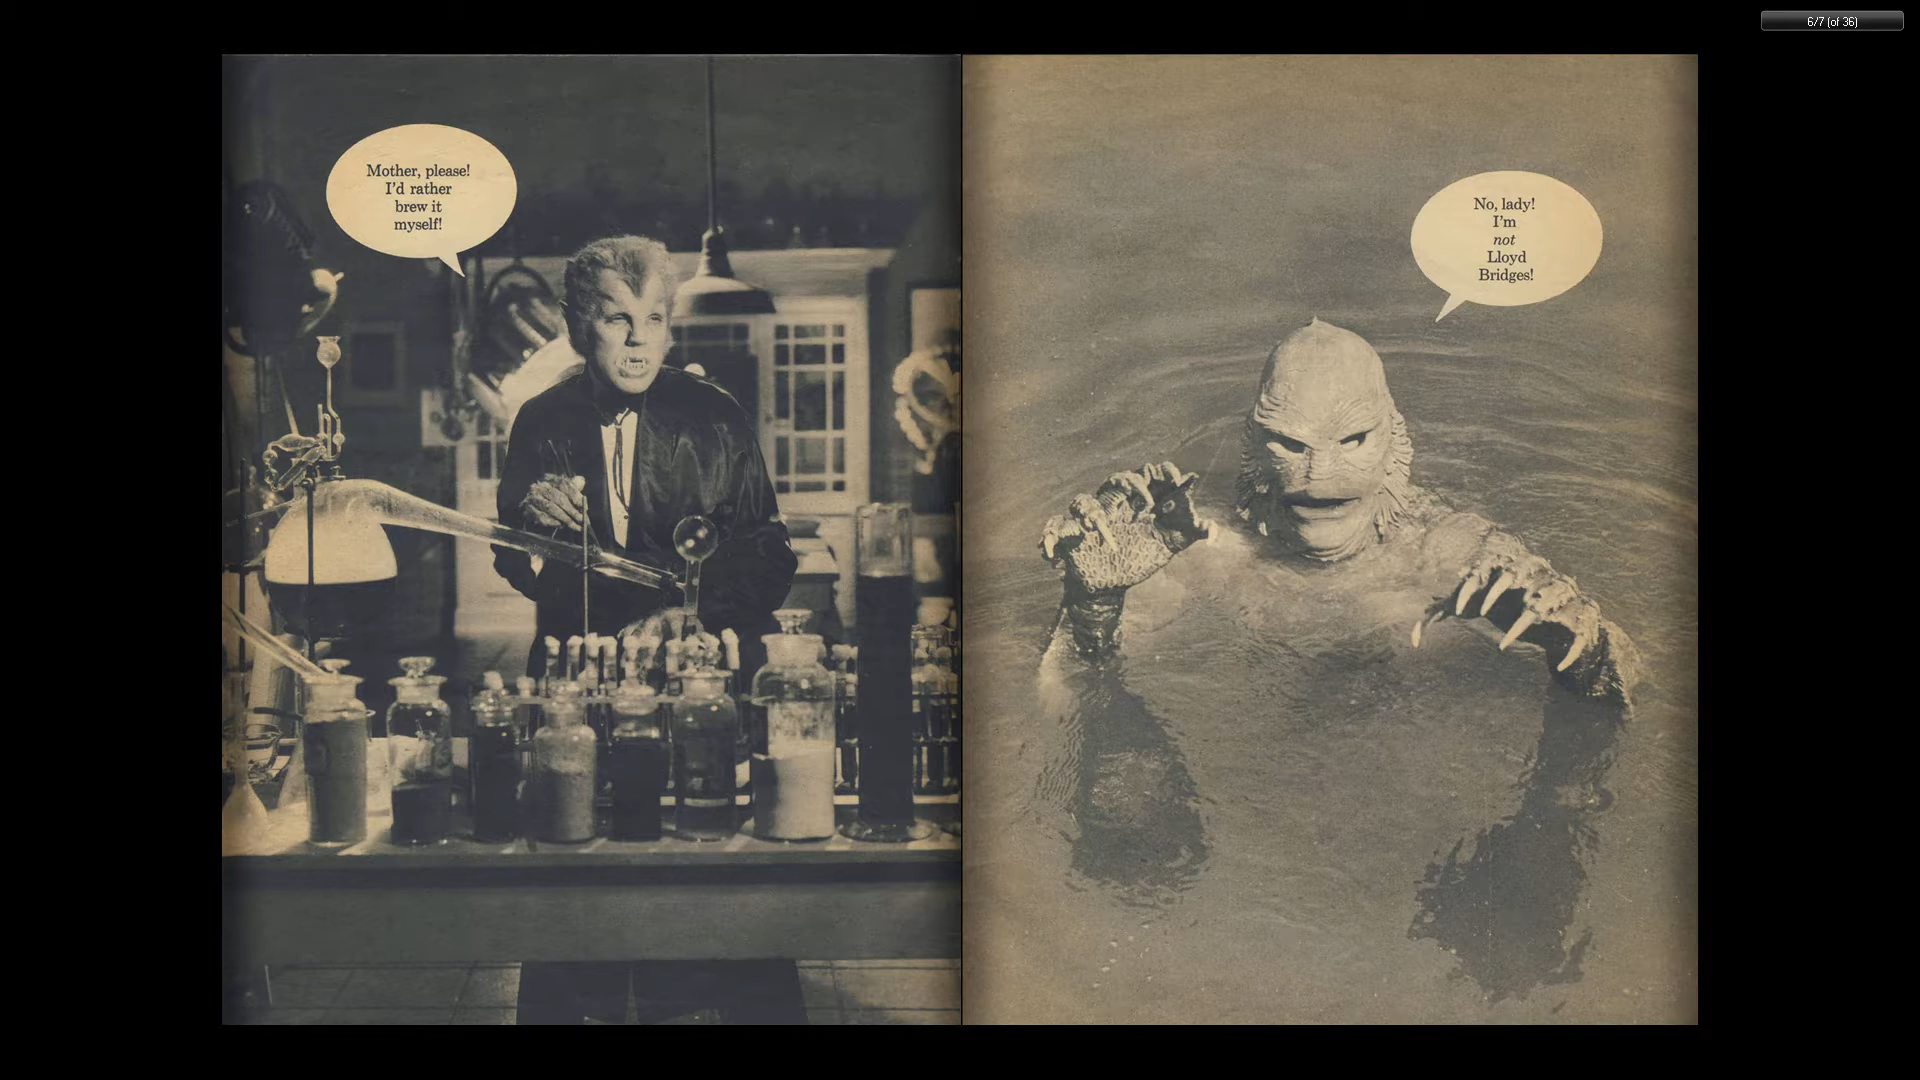 6/7 (of 36)
Mother, please!
I'd rather
brew it
myself!
No, lady!
I'm
not
Lloyd
Bridges!